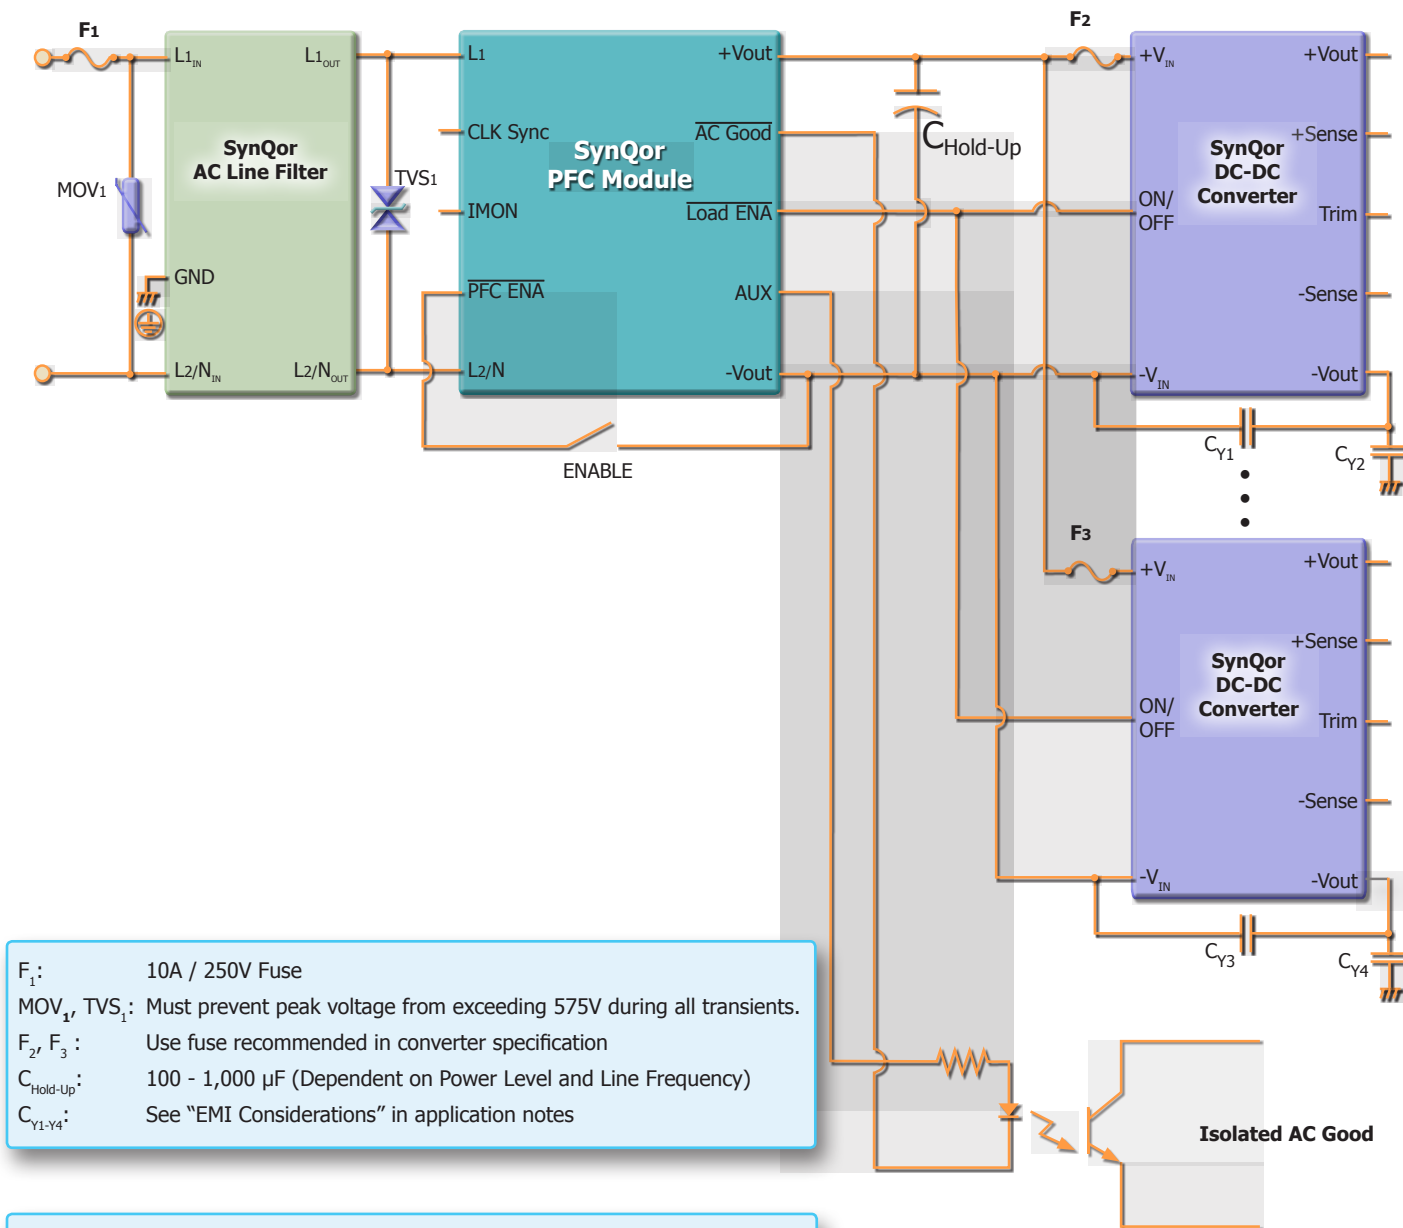 F1
F2
L1IN
L1OUT
L1
+Vout
+VIN
+Vout
CLK Sync
AC Good
CHold-Up
+Sense
SynQor
AC Line Filter
SynQor
PFC Module
SynQor
DC-DC
Converter
MOV1
TVS1
IMON
Load ENA
ON/
OFF
Trim
GND
PFC ENA
AUX
-Sense
L2/NIN
L2/NOUT
L2/N
-Vout
-VIN
-Vout
ENABLE
CY1
CY2
F3
+VIN
+Vout
+Sense
SynQor
DC-DC
Converter
ON/
OFF
Trim
-Sense
-VIN
-Vout
CY3
CY4
F1: 10A / 250V Fuse
MOV1, TVS1: Must prevent peak voltage from exceeding 575V during all transients.
F2, F3 : Use fuse recommended in converter specification
CHold-Up: 100 - 1,000 µF (Dependent on Power Level and Line Frequency)
CY1-Y4: See “EMI Considerations” in application notes
Isolated AC Good